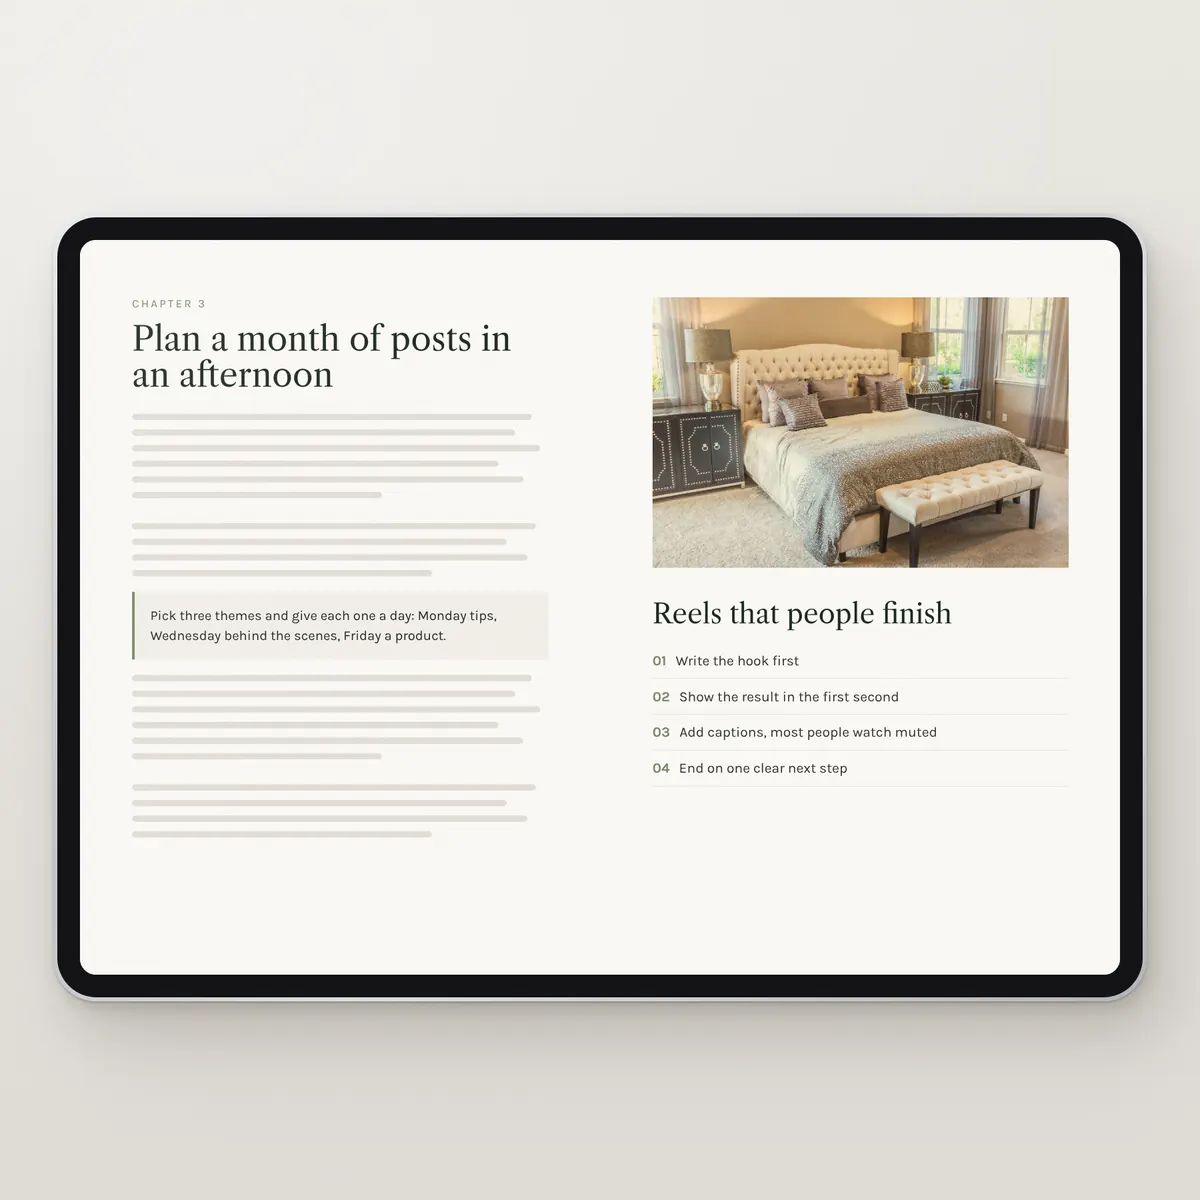 CHAPTER 3
Plan a month of posts in
an afternoon
Pick three themes and give each one a day: Monday tips,
Wednesday behind the scenes, Friday a product.
Reels that people finish
01 Write the hook first
02 Show the result in the first second
03 Add captions, most people watch muted
04 End on one clear next step